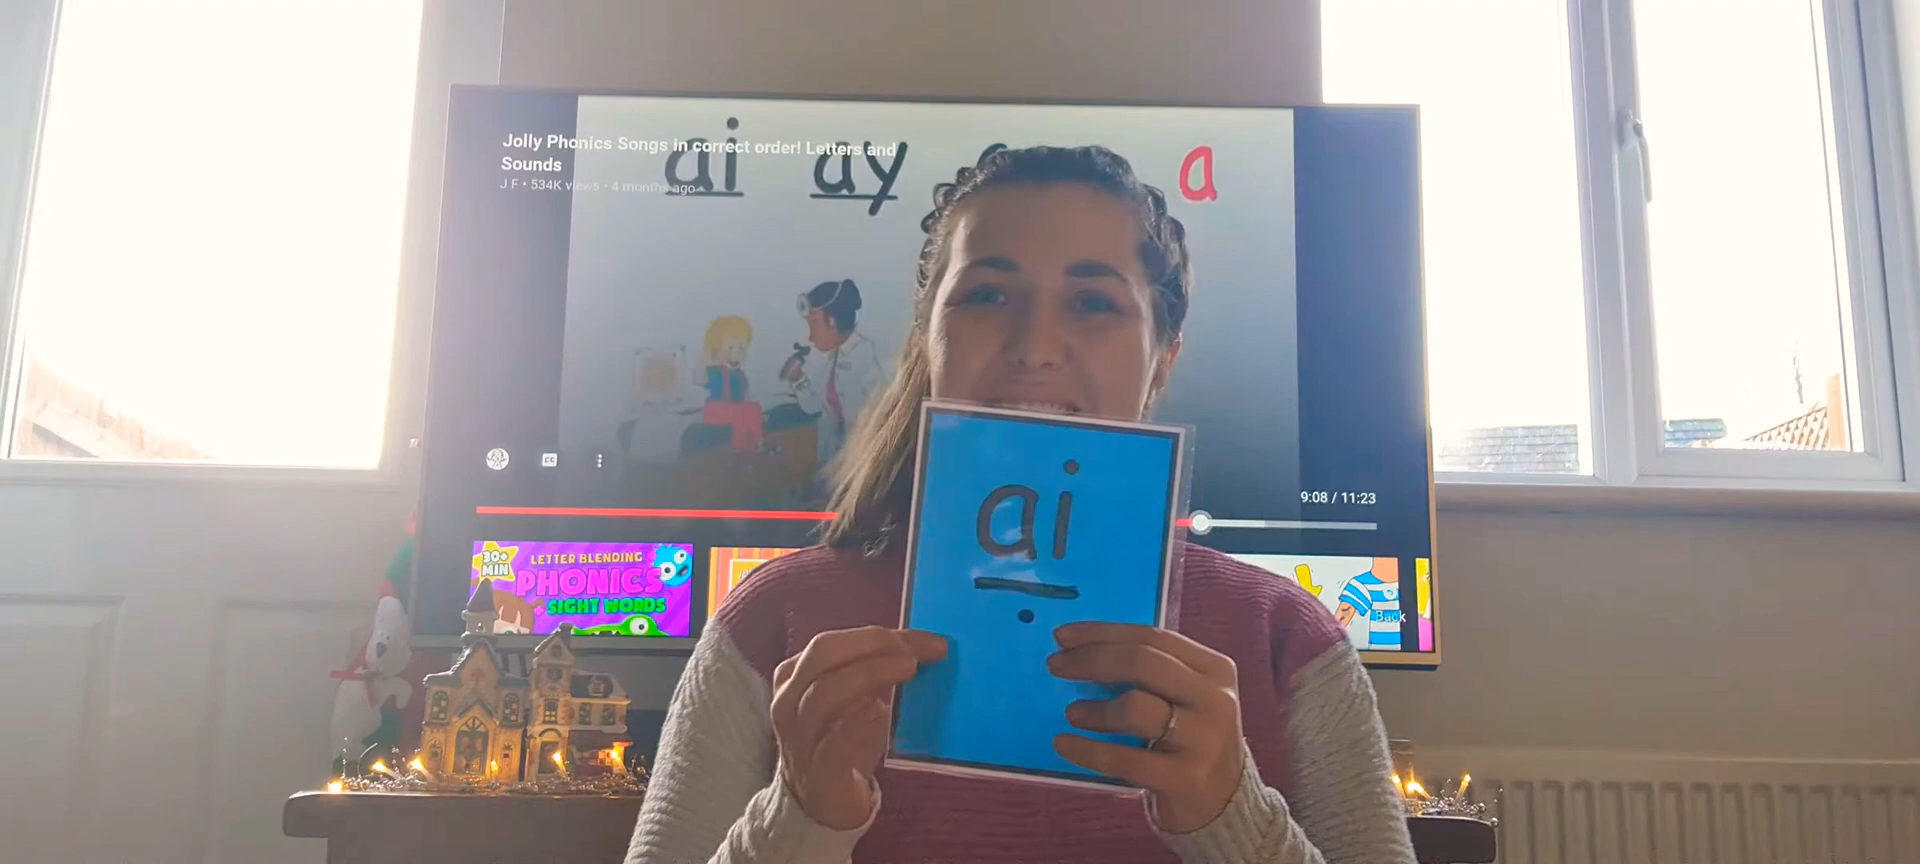 ai ay a
Jolly Phonics Songs in correct order! Letters and
Sounds
J F • 534K views • 4 months ago
ai
CC
9:08 / 11:23
30+
MIN
LETTER BLENDING
PHONICS
+ SIGHT WORDS
Back